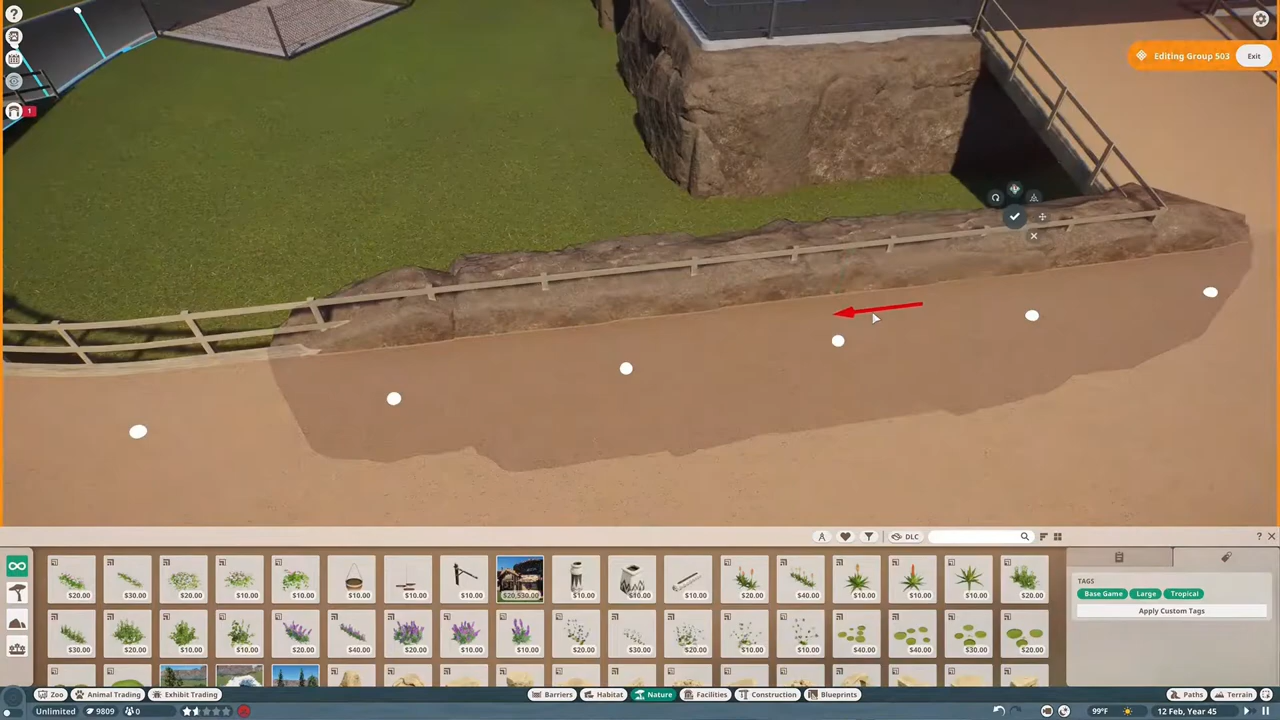 ?
Editing Group 503
Exit
1
DLC
? ×
$20.00 $30.00 $20.00 $10.00 $20.00 $10.00 $10.00 $10.00 $20,530.00 $10.00 $10.00 $10.00 $20.00 $40.00 $10.00 $10.00 $10.00 $20.00
$30.00 $20.00 $10.00 $10.00 $20.00 $40.00 $20.00 $10.00 $10.00 $20.00 $30.00 $20.00 $10.00 $10.00 $40.00 $20.00 $30.00 $20.00
TAGS
Base Game Large Tropical
Apply Custom Tags
Zoo Animal Trading Exhibit Trading Barriers Habitat Nature Facilities Construction Blueprints Paths Terrain
Unlimited 9809 0 99°F 12 Feb, Year 45